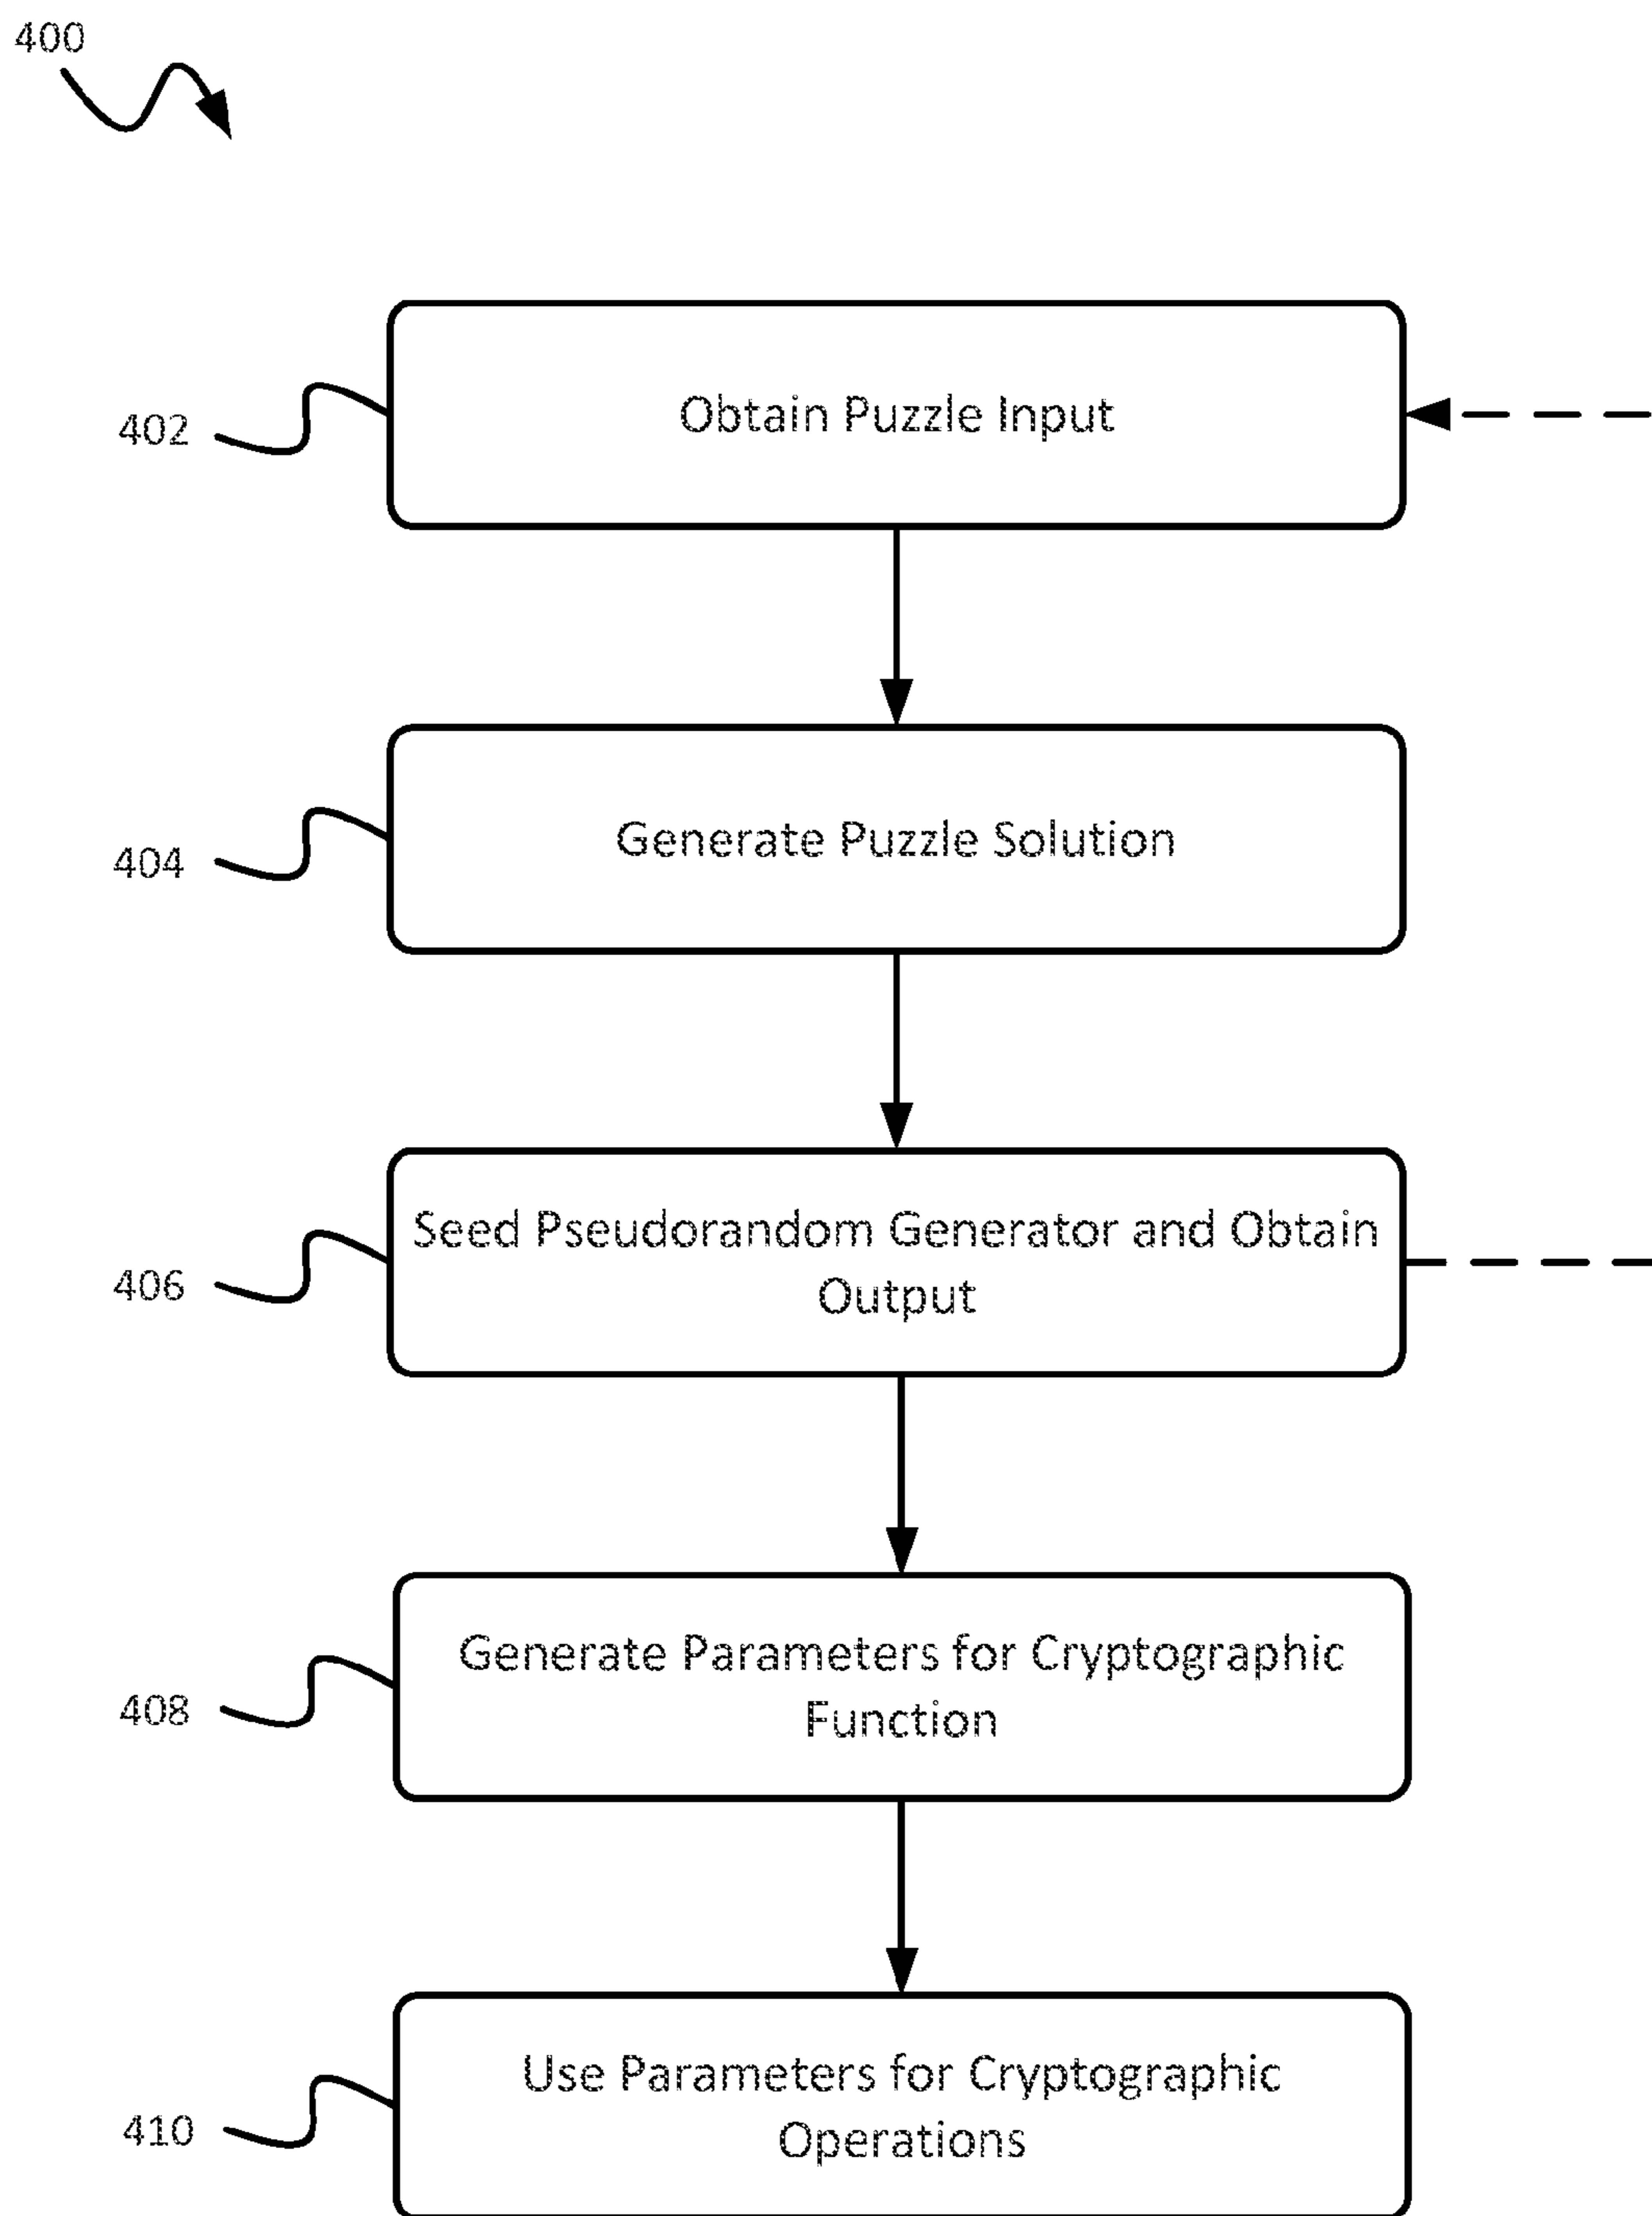 400
402
Obtain Puzzle Input
404
Generate Puzzle Solution
406
Seed Pseudorandom Generator and Obtain
Output
408
Generate Parameters for Cryptographic
Function
410
Use Parameters for Cryptographic
Operations